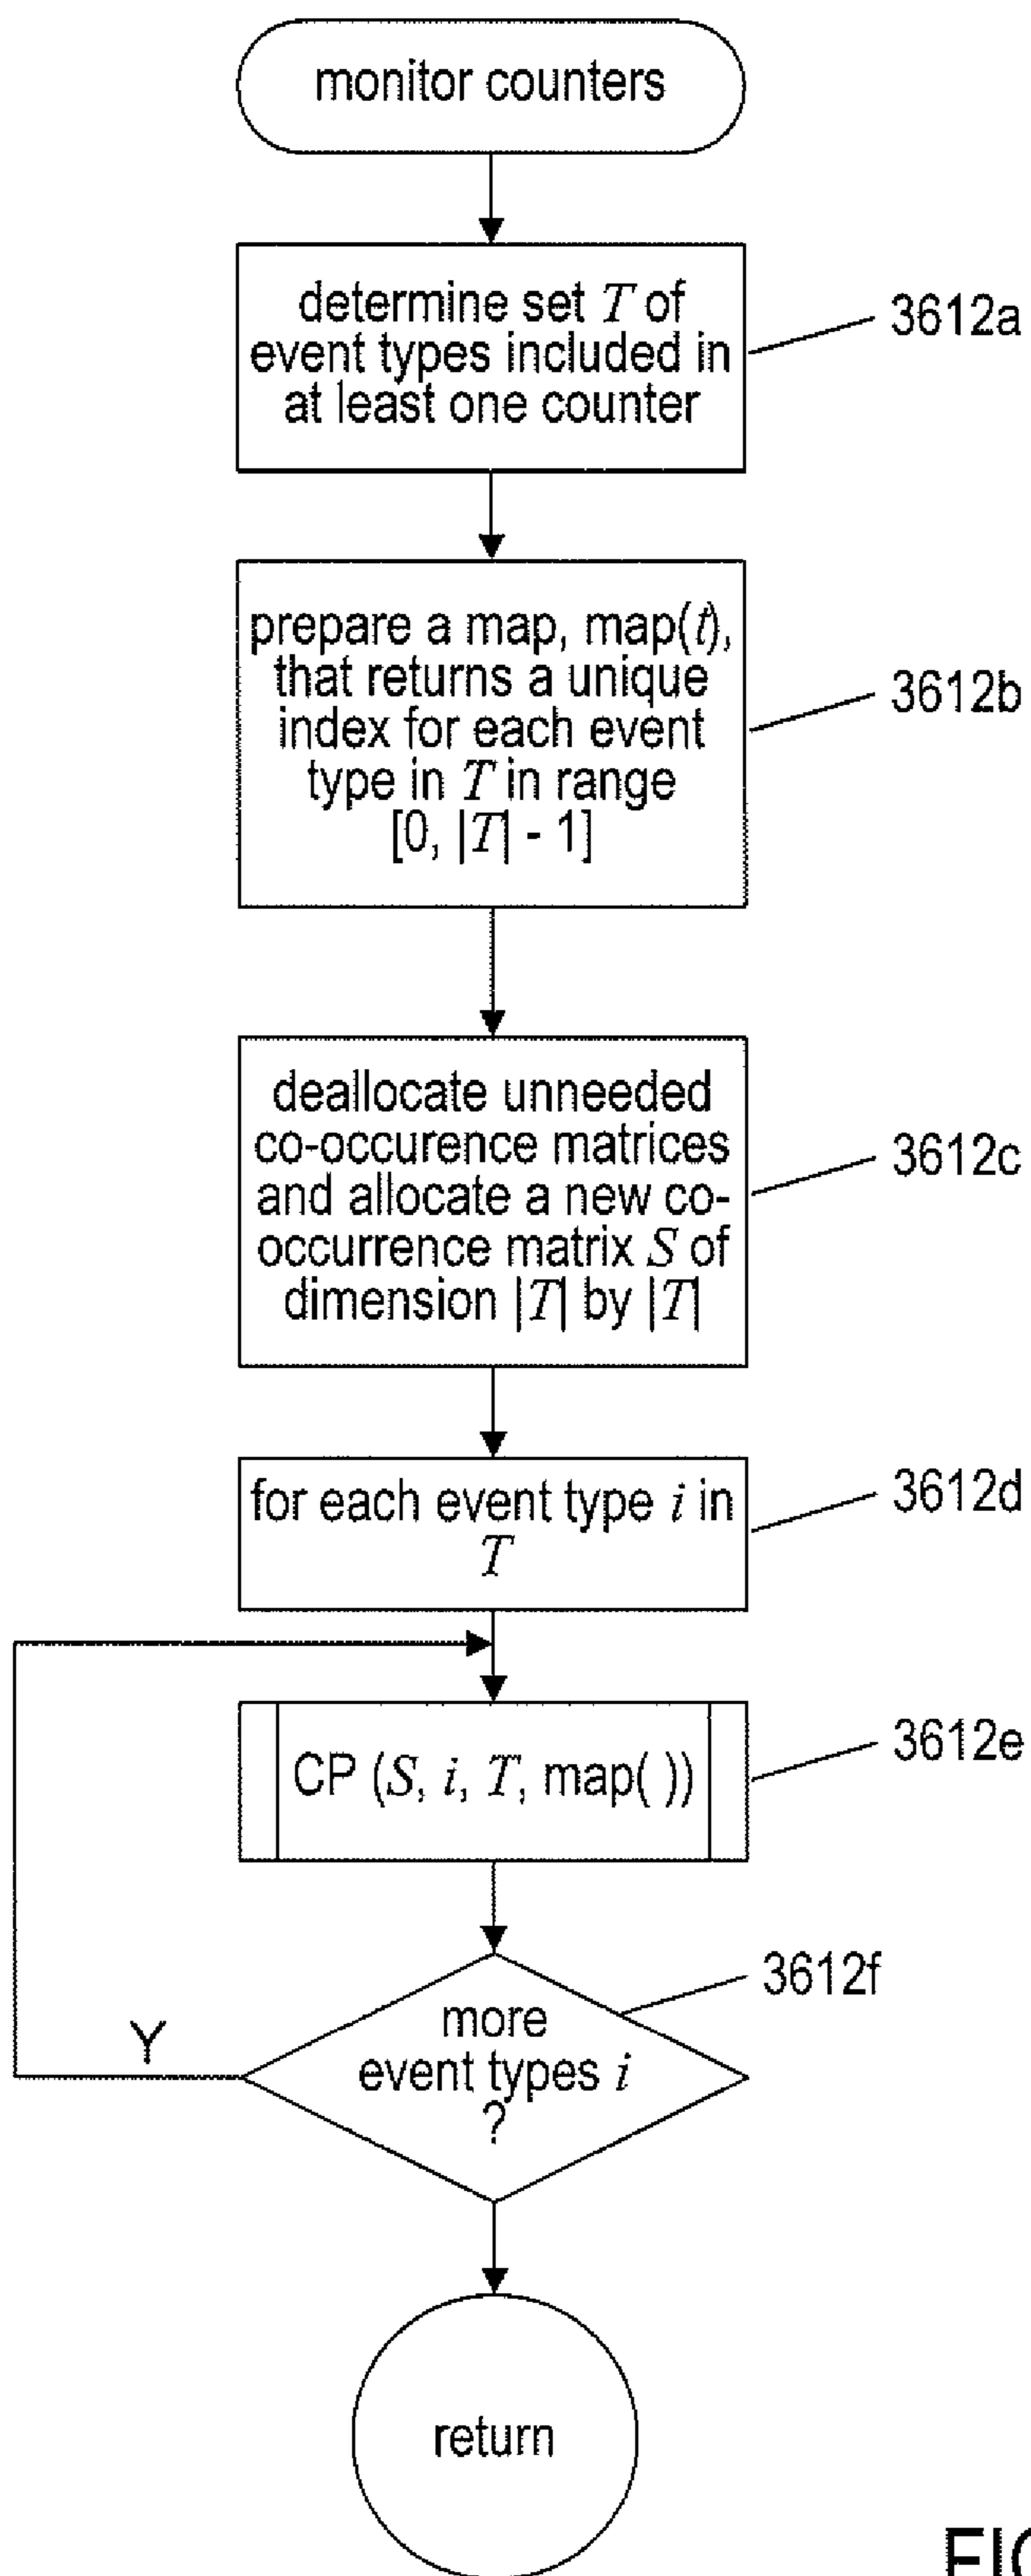 monitor counters
determine set T of
event types included in
at least one counter
3612a
prepare a map, map(t),
that returns a unique
index for each event
type in T in range
[0, |T| - 1]
3612b
deallocate unneeded
co-occurence matrices
and allocate a new co-
occurrence matrix S of
dimension |T| by |T|
3612c
for each event type i in
T
3612d
CP (S, i, T, map( ))
3612e
more
event types i
?
3612f
Y
return